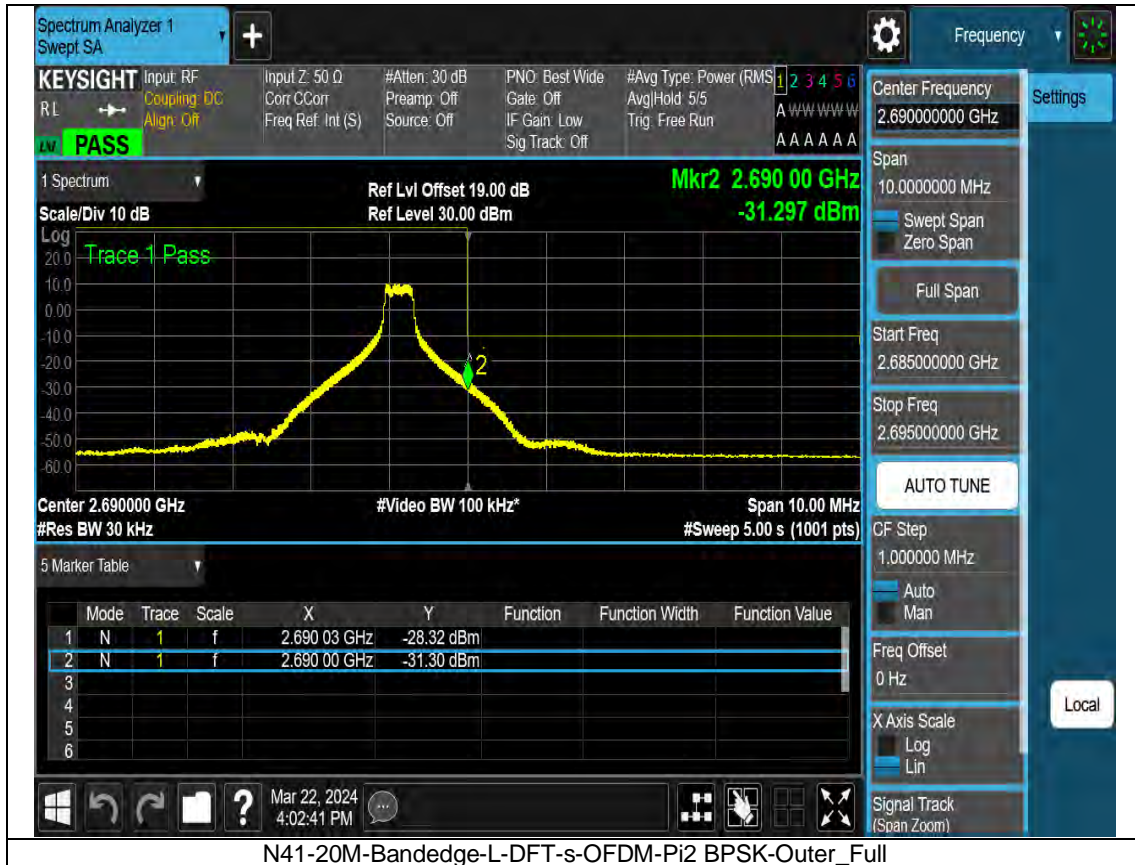 Spectrum Analyzer 1
Swept SA
+
Frequency
KEYSIGHT
RL
LXI PASS
Input: RF
Coupling: DC
Align: Off
Input Z: 50 Ω
Corr CCorr
Freq Ref: Int (S)
#Atten: 30 dB
Preamp: Off
Source: Off
PNO: Best Wide
Gate: Off
IF Gain: Low
Sig Track: Off
#Avg Type: Power (RMS
Avg|Hold: 5/5
Trig: Free Run
1 2 3 4 5 6
A W W W W W
A A A A A A
1 Spectrum
Scale/Div 10 dB
Ref Lvl Offset 19.00 dB
Ref Level 30.00 dBm
Mkr2 2.690 00 GHz
-31.297 dBm
Log
Trace 1 Pass
20.0
10.0
0.00
-10.0
-20.0
-30.0
-40.0
-50.0
-60.0
2
Center 2.690000 GHz
#Res BW 30 kHz
#Video BW 100 kHz*
Span 10.00 MHz
#Sweep 5.00 s (1001 pts)
5 Marker Table
Mode Trace Scale X Y Function Function Width Function Value
1 N 1 f 2.690 03 GHz -28.32 dBm
2 N 1 f 2.690 00 GHz -31.30 dBm
3
4
5
6
?
Mar 22, 2024
4:02:41 PM
Center Frequency
2.690000000 GHz
Settings
Span
10.0000000 MHz
Swept Span
Zero Span
Full Span
Start Freq
2.685000000 GHz
Stop Freq
2.695000000 GHz
AUTO TUNE
CF Step
1.000000 MHz
Auto
Man
Freq Offset
0 Hz
X Axis Scale
Log
Lin
Local
Signal Track
(Span Zoom)
N41-20M-Bandedge-L-DFT-s-OFDM-Pi2 BPSK-Outer_Full